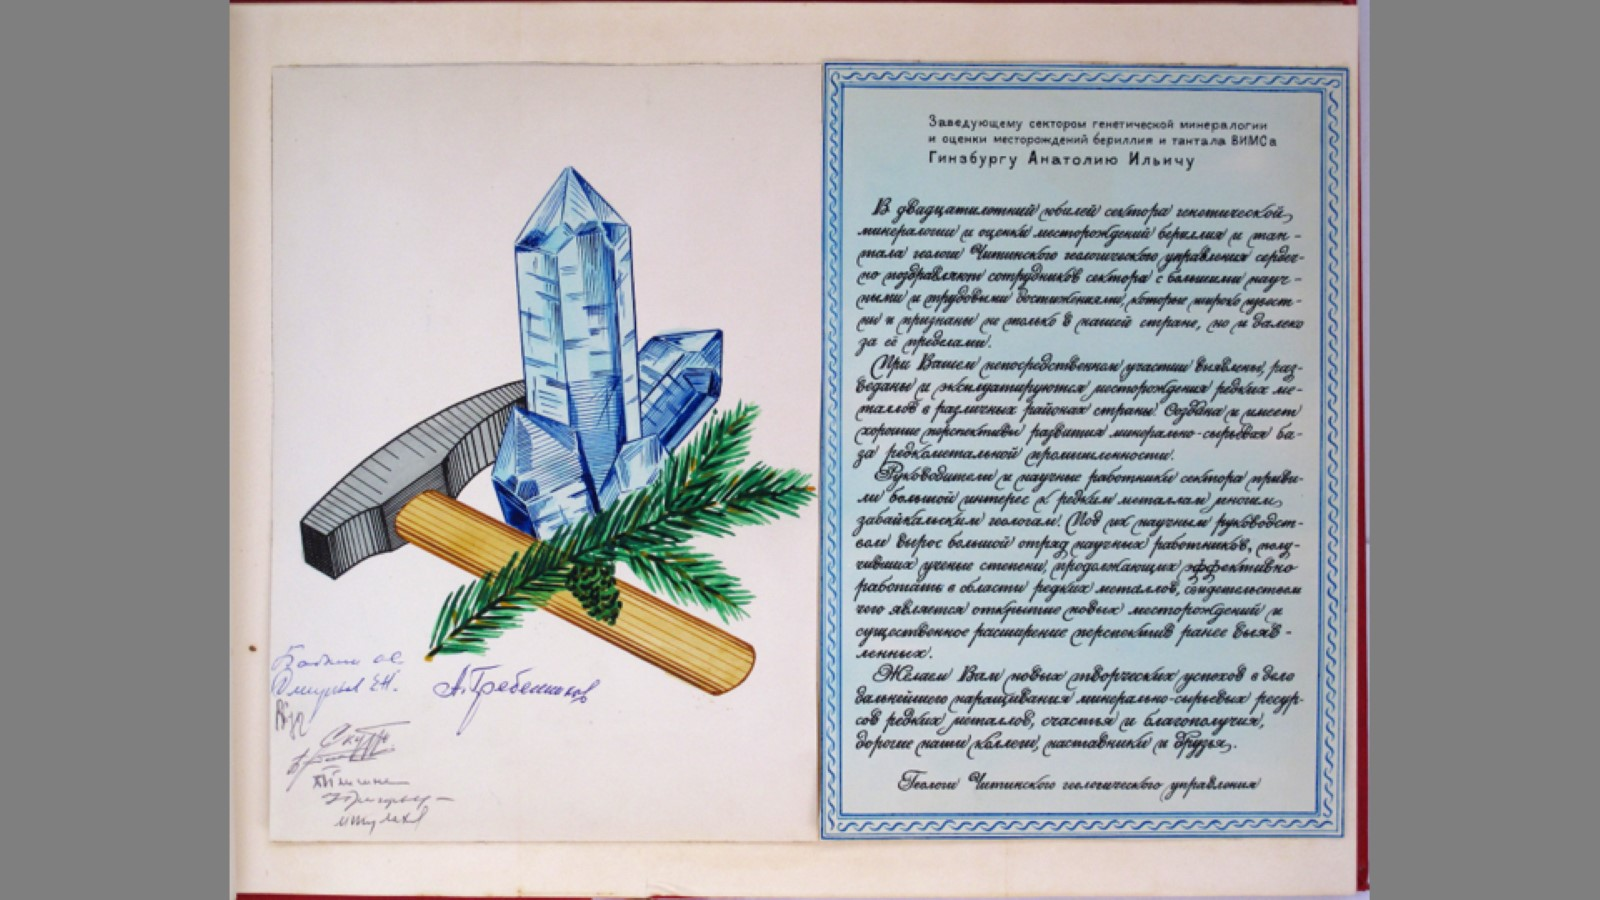 Заведующему сектором генетической минералогии
и оценки месторождений бериллия и тантала ВИМСа
Гинзбургу Анатолию Ильичу
В двадцатилетний юбилей сектора генетической
минералогии и оценки месторождений бериллия и тан-
тала геологи Читинского геологического управления сердеч-
но поздравляют сотрудников сектора с большими науч-
ными и трудовыми достижениями, которые широко извест-
ны и признаны не только в нашей стране, но и далеко
за её пределами.
При Вашем непосредственном участии выявлены, раз-
веданы и эксплуатируются месторождения редких ме-
таллов в различных районах страны. Создана и имеет
хорошие перспективы развития минерально-сырьевая ба-
за редкометальной промышленности.
Руководители и научные работники сектора приви-
ли большой интерес к редким металлам многим
забайкальским геологам. Под их научным руководст-
вом вырос большой отряд научных работников, полу-
чивших ученые степени, продолжающих эффективно
работать в области редких металлов, свидетельством
чего является открытие новых месторождений и
существенное расширение перспектив ранее выяв-
ленных.
Желаем Вам новых творческих успехов в деле
дальнейшего наращивания минерально-сырьевых ресур-
сов редких металлов, счастья и благополучия,
дорогие наши коллеги, наставники и друзья.
Геологи Читинского геологического управления
А. Гребенников